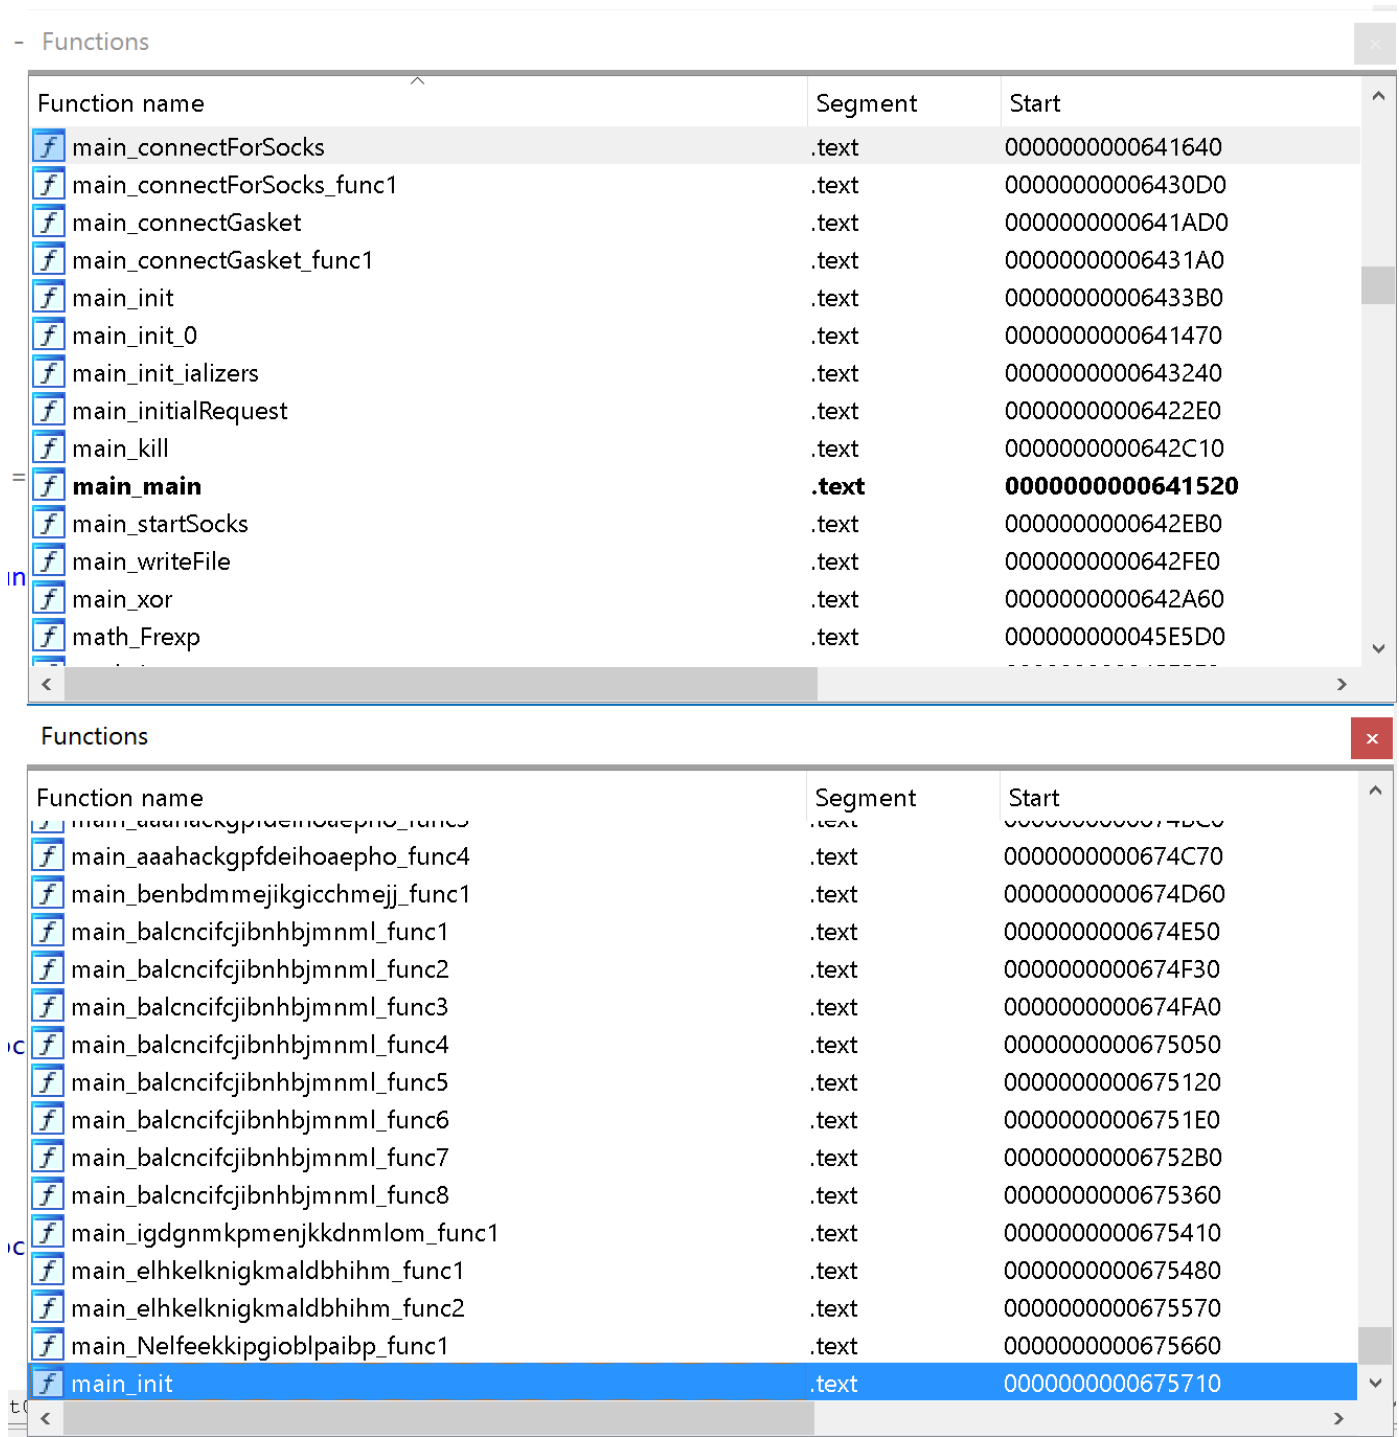 Functions
Function name Segment Start
main_connectForSocks .text 0000000000641640
main_connectForSocks_func1 .text 00000000006430D0
main_connectGasket .text 0000000000641AD0
main_connectGasket_func1 .text 00000000006431A0
main_init .text 00000000006433B0
main_init_0 .text 0000000000641470
main_init_ializers .text 0000000000643240
main_initialRequest .text 00000000006422E0
main_kill .text 0000000000642C10
= main_main .text 0000000000641520
main_startSocks .text 0000000000642EB0
main_writeFile .text 0000000000642FE0
main_xor .text 0000000000642A60
math_Frexp .text 000000000045E5D0
Functions
Function name Segment Start
main_aaahackgpfdeihoaepho_func4 .text 0000000000674C70
main_benbdmmejikgicchmejj_func1 .text 0000000000674D60
main_balcncifcjibnhbjmnml_func1 .text 0000000000674E50
main_balcncifcjibnhbjmnml_func2 .text 0000000000674F30
main_balcncifcjibnhbjmnml_func3 .text 0000000000674FA0
main_balcncifcjibnhbjmnml_func4 .text 0000000000675050
main_balcncifcjibnhbjmnml_func5 .text 0000000000675120
main_balcncifcjibnhbjmnml_func6 .text 00000000006751E0
main_balcncifcjibnhbjmnml_func7 .text 00000000006752B0
main_balcncifcjibnhbjmnml_func8 .text 0000000000675360
main_igdgnmkpmenjkkdnmlom_func1 .text 0000000000675410
main_elhkelknigkmaldbhihm_func1 .text 0000000000675480
main_elhkelknigkmaldbhihm_func2 .text 0000000000675570
main_Nelfeekkipgioblpaibp_func1 .text 0000000000675660
main_init .text 0000000000675710